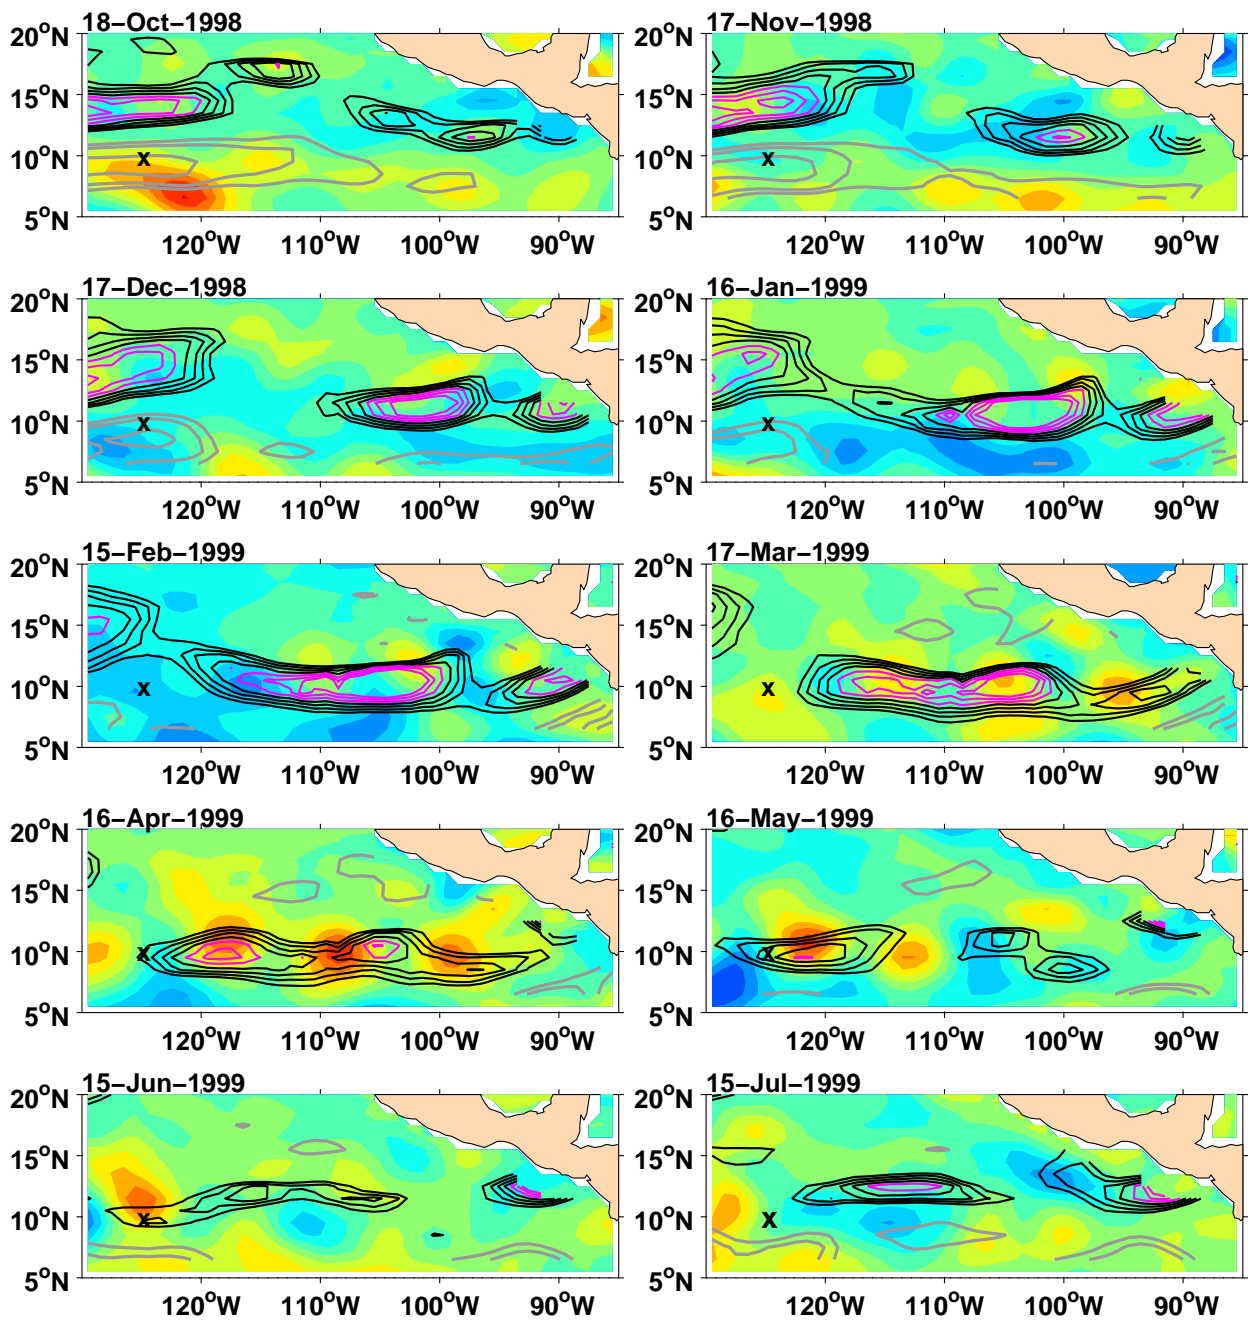 18-Oct-1998 17-Nov-1998
20°N 20°N
15°N 15°N
10°N x 10°N x
5°N 5°N
120°W 110°W 100°W 90°W 120°W 110°W 100°W 90°W
17-Dec-1998 16-Jan-1999
20°N 20°N
15°N 15°N
10°N x 10°N x
5°N 5°N
120°W 110°W 100°W 90°W 120°W 110°W 100°W 90°W
15-Feb-1999 17-Mar-1999
20°N 20°N
15°N 15°N
10°N x 10°N x
5°N 5°N
120°W 110°W 100°W 90°W 120°W 110°W 100°W 90°W
16-Apr-1999 16-May-1999
20°N 20°N
15°N 15°N
10°N x 10°N x
5°N 5°N
120°W 110°W 100°W 90°W 120°W 110°W 100°W 90°W
15-Jun-1999 15-Jul-1999
20°N 20°N
15°N 15°N
10°N x 10°N x
5°N 5°N
120°W 110°W 100°W 90°W 120°W 110°W 100°W 90°W